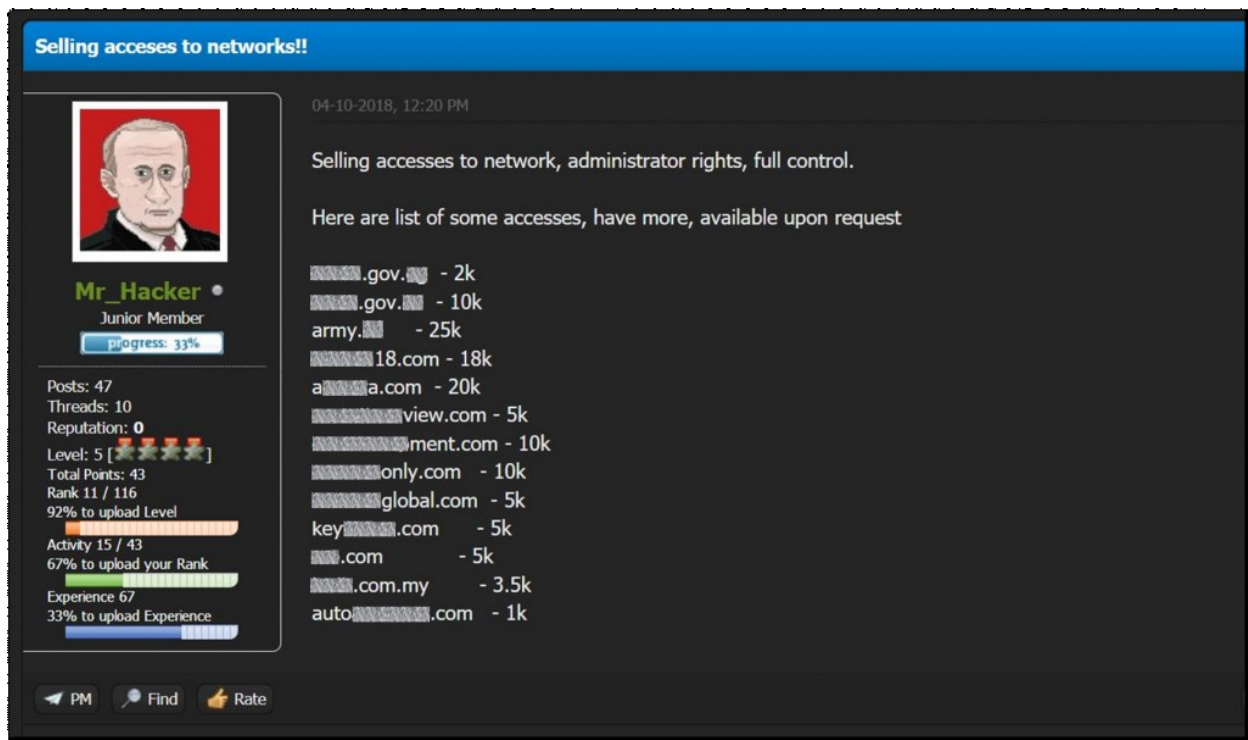 Selling acceses to networks!!
04-10-2018, 12:20 PM
Mr_Hacker
Junior Member
progress: 33%
Posts: 47
Threads: 10
Reputation: 0
Level: 5 [ ]
Total Points: 43
Rank 11 / 116
92% to upload Level
Activity 15 / 43
67% to upload your Rank
Experience 67
33% to upload Experience
PM Find Rate
Selling accesses to network, administrator rights, full control.
Here are list of some accesses, have more, available upon request
.gov. - 2k
.gov. - 10k
army. - 25k
18.com - 18k
a a.com - 20k
view.com - 5k
ment.com - 10k
only.com - 10k
global.com - 5k
key .com - 5k
.com - 5k
.com.my - 3.5k
auto .com - 1k